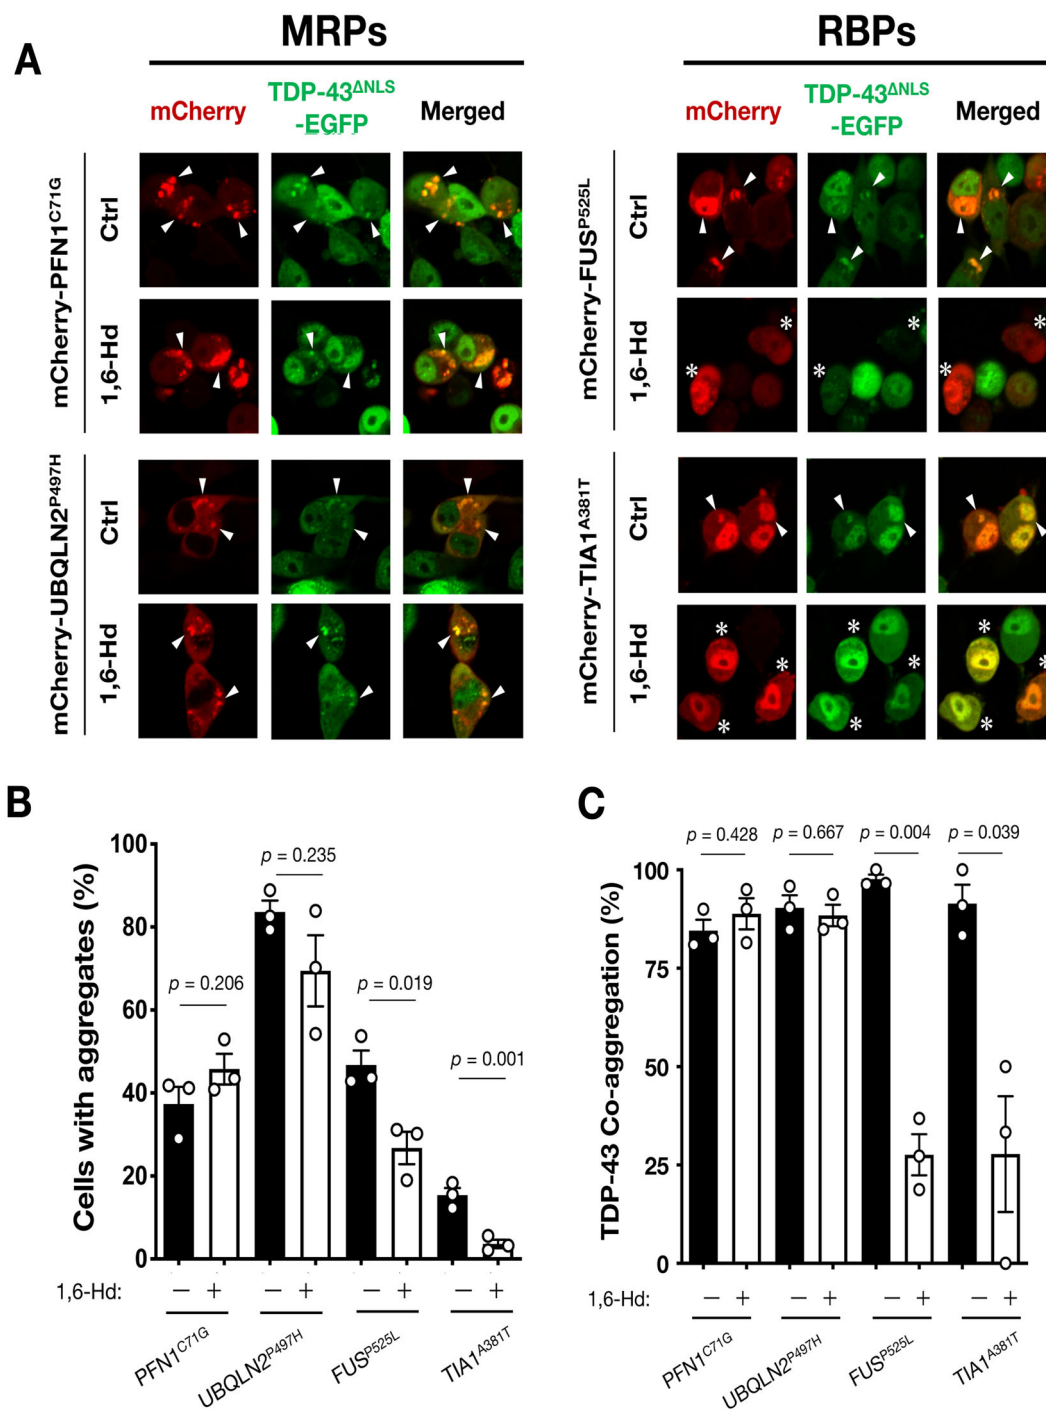 A
MRPs
RBPs
mCherry
TDP-43ΔNLS
-EGFP
Merged
mCherry
TDP-43ΔNLS
-EGFP
Merged
mCherry-PFN1C71G
Ctrl
1,6-Hd
mCherry-UBQLN2P497H
Ctrl
1,6-Hd
mCherry-FUSP525L
Ctrl
1,6-Hd
* * *
* * *
mCherry-TIA1A381T
Ctrl
1,6-Hd
* * *
* * *
* * *
B
Cells with aggregates (%)
100
80
60
40
20
0
p = 0.206
p = 0.235
p = 0.019
p = 0.001
1,6-Hd: − + − + − + − +
PFN1C71G
UBQLN2P497H
FUSP525L
TIA1A381T
C
TDP-43 Co-aggregation (%)
100
75
50
25
0
p = 0.428
p = 0.667
p = 0.004
p = 0.039
1,6-Hd: − + − + − + − +
PFN1C71G
UBQLN2P497H
FUSP525L
TIA1A381T